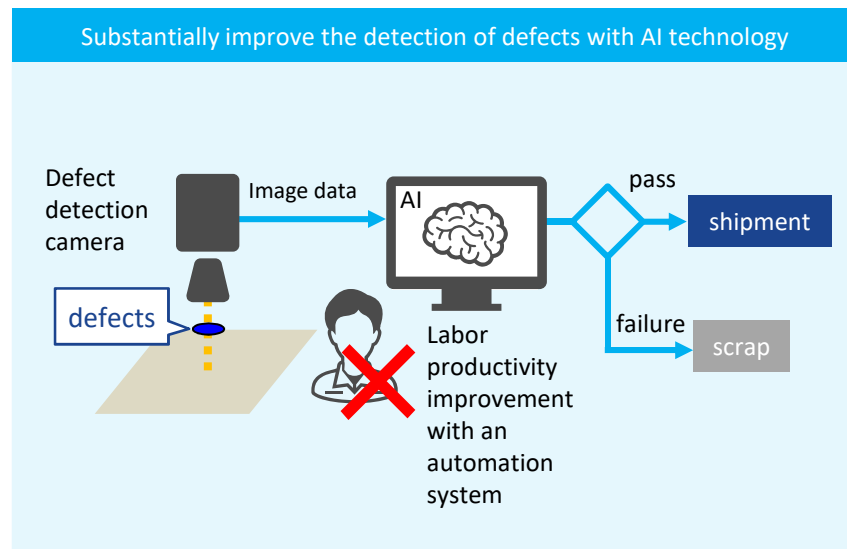 Substantially improve the detection of defects with AI technology
Defect
detection
camera
Image data
AI
pass
shipment
defects
failure
scrap
Labor
productivity
improvement
with an
automation
system